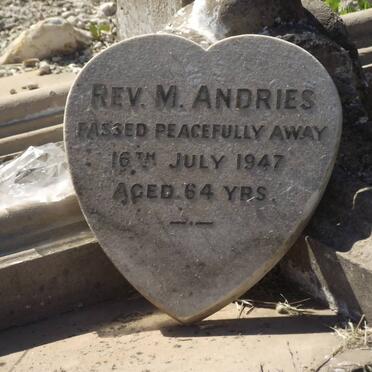 REV. M. ANDRIES
PASSED PEACEFULLY AWAY
16TH JULY 1947
AGED 64 YRS.